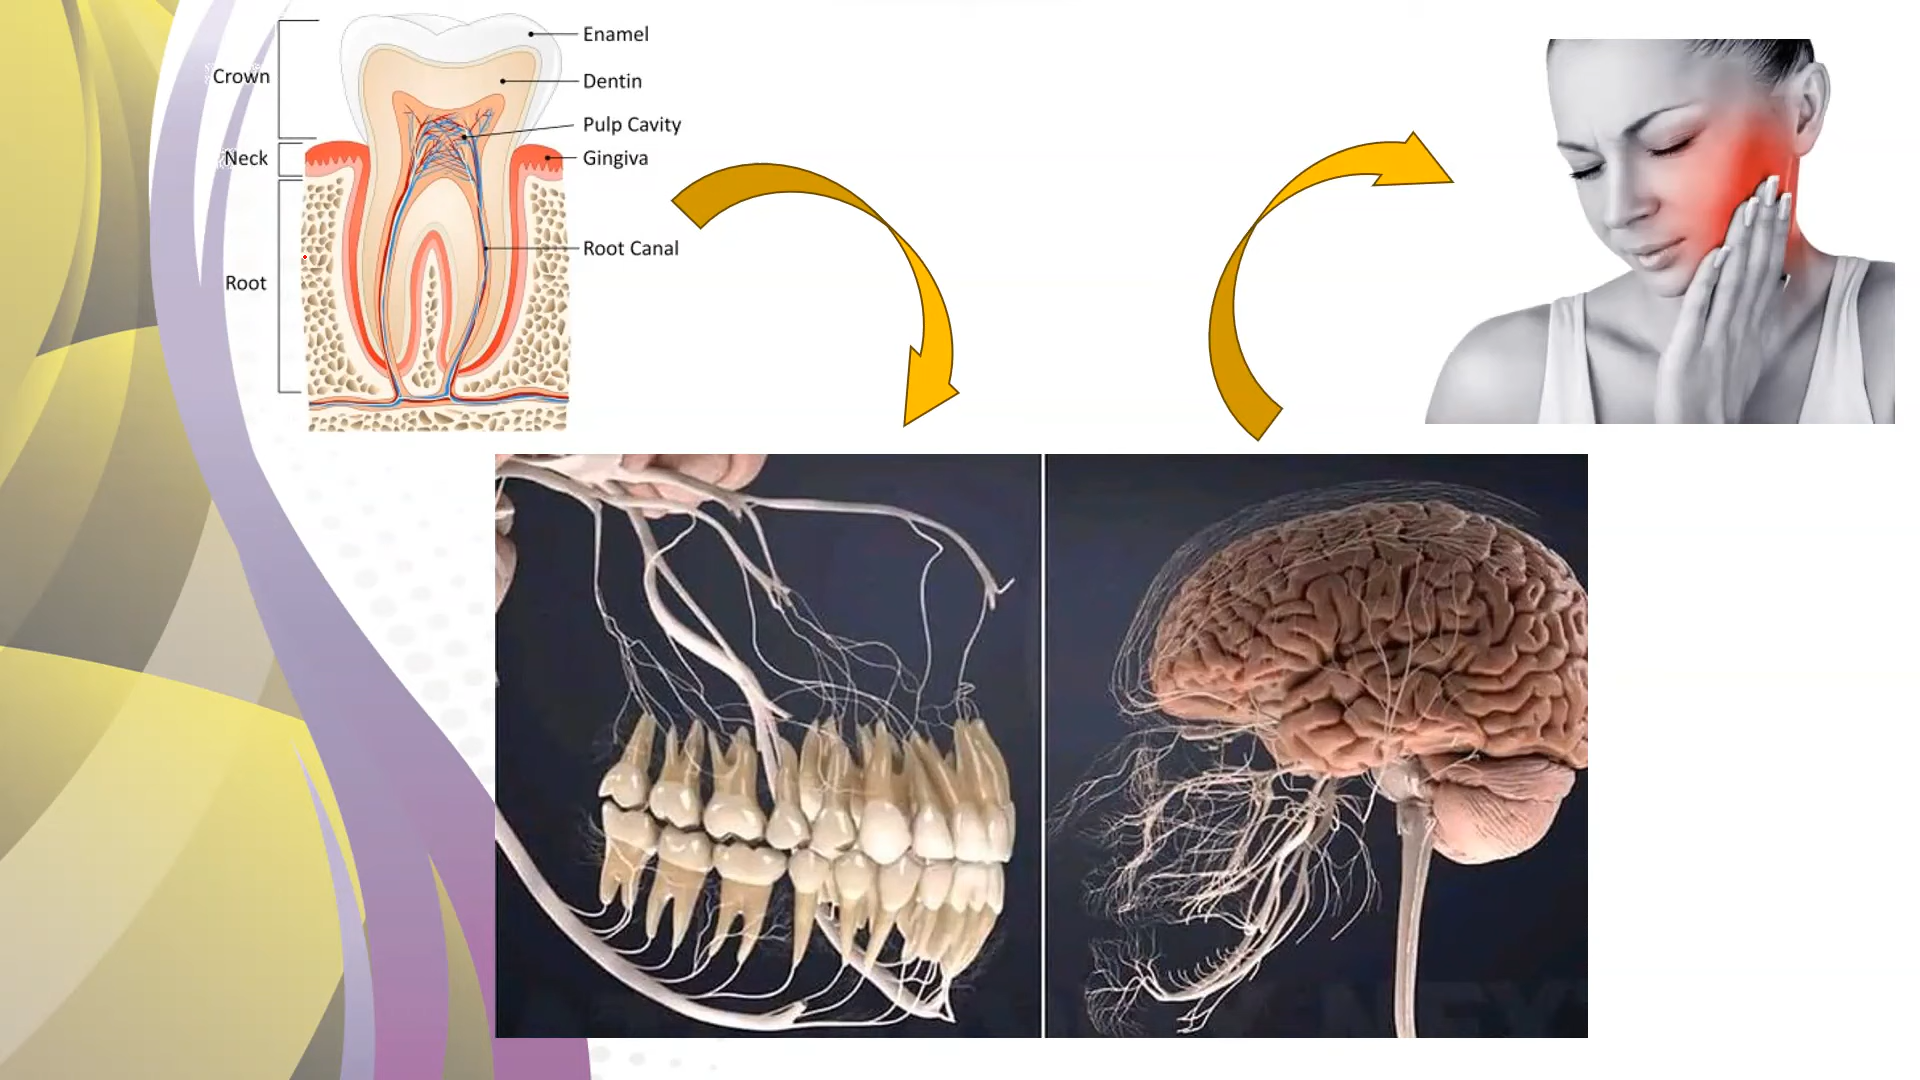 Enamel
Crown
Dentin
Pulp Cavity
Neck
Gingiva
Root Canal
Root